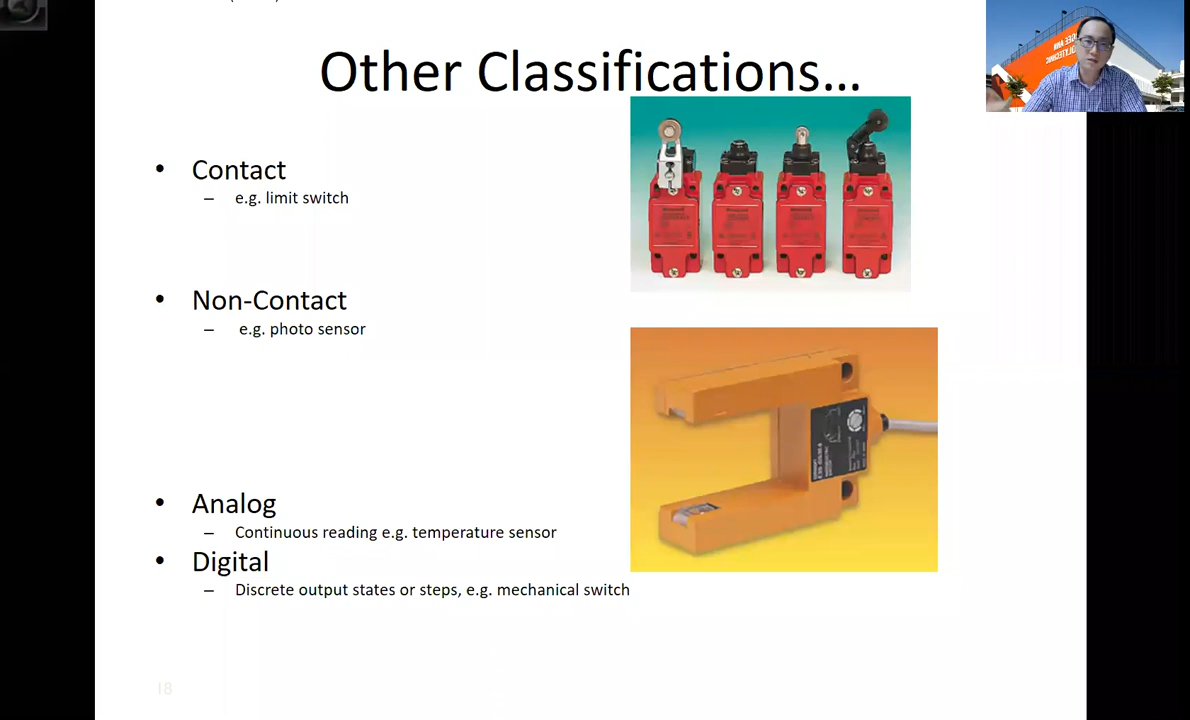 Other Classifications...
• Contact
– e.g. limit switch
• Non-Contact
– e.g. photo sensor
• Analog
– Continuous reading e.g. temperature sensor
• Digital
– Discrete output states or steps, e.g. mechanical switch
18